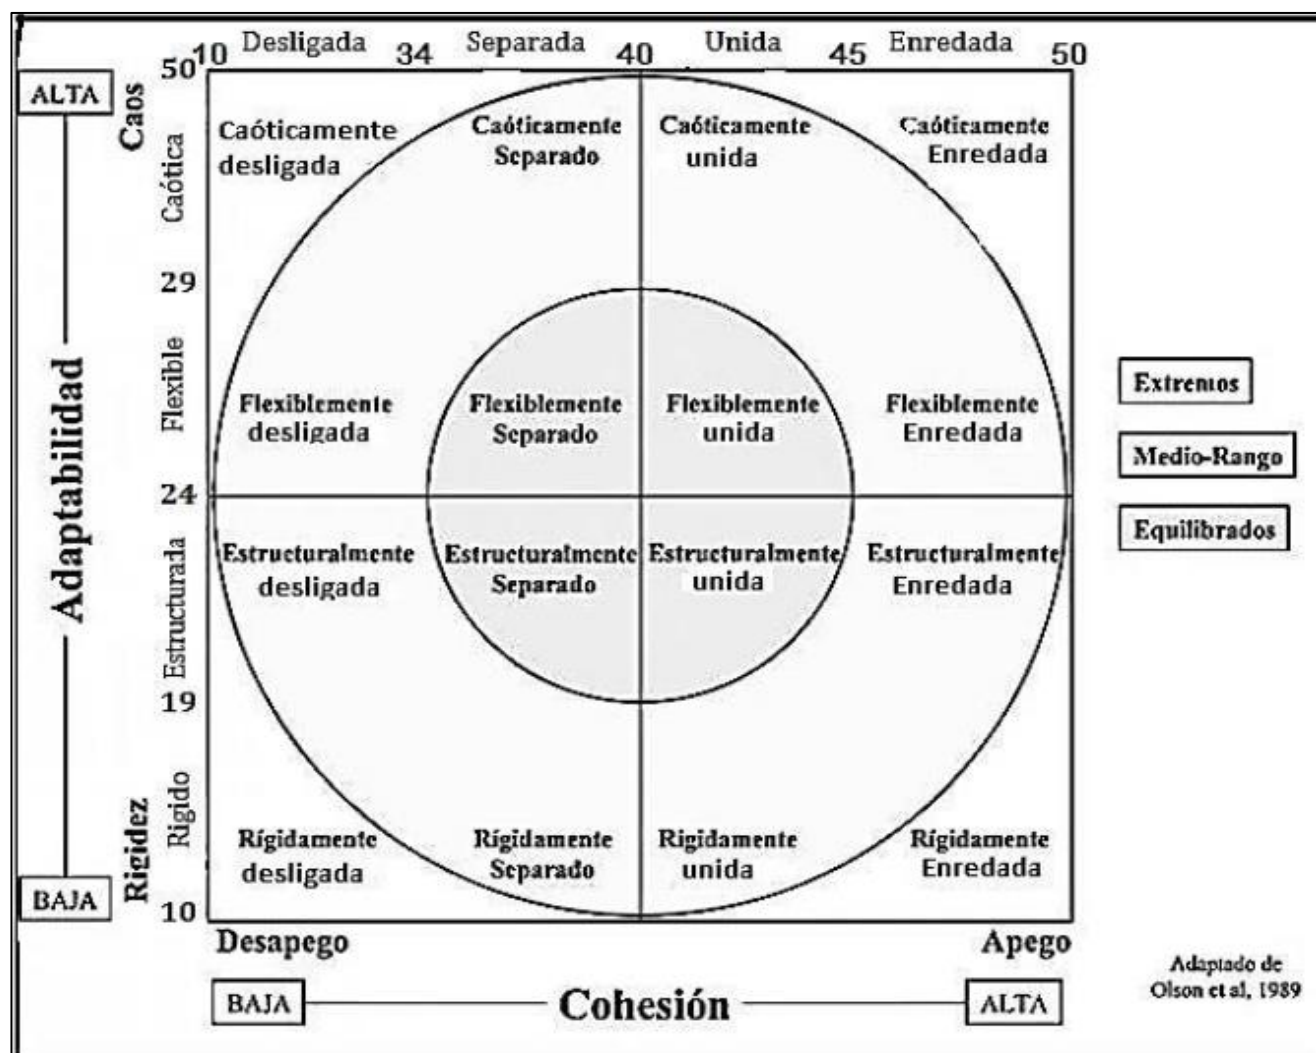 Desligada Separada Unida Enredada
10 34 40 45 50
50
ALTA
Caos
Caótica
Caóticamente
desligada
Caóticamente
Separado
Caóticamente
unida
Caóticamente
Enredada
29
Adaptabilidad
Flexible
Flexiblemente
desligada
Flexiblemente
Separado
Flexiblemente
unida
Flexiblemente
Enredada
Extremos
Medio-Rango
Equilibrados
24
Estructurada
Estructuralmente
desligada
Estructuralmente
Separado
Estructuralmente
unida
Estructuralmente
Enredada
19
Rigidez
Rigido
Rígidamente
desligada
Rígidamente
Separado
Rigidamente
unida
Rígidamente
Enredada
BAJA
10
Desapego Apego
BAJA Cohesión ALTA
Adaptado de
Olson et al, 1989